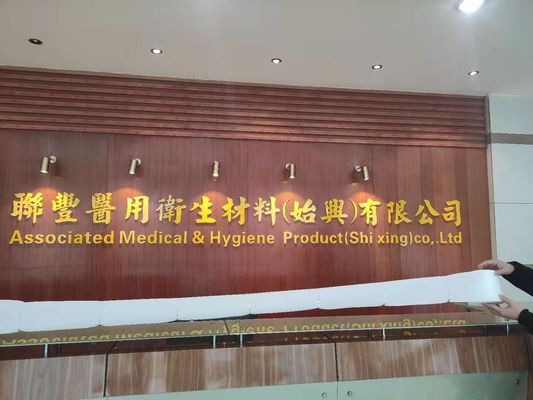 聯豐醫用衛生材料(始興)有限公司
Associated Medical & Hygiene Product(Shi xing)co,.Ltd